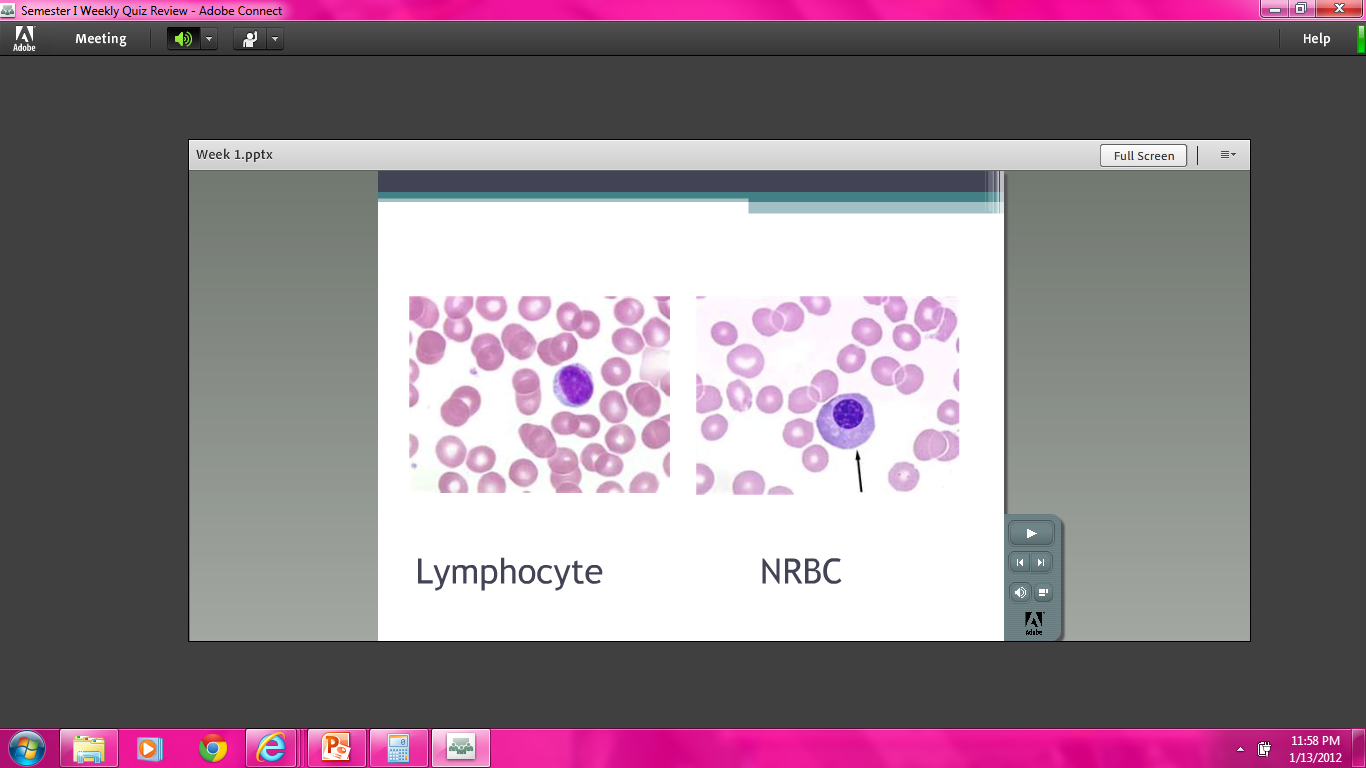 Semester I Weekly Quiz Review - Adobe Connect
Adobe
Meeting
Help
Week 1.pptx
Full Screen
Lymphocyte
NRBC
Adobe
11:58 PM
1/13/2012